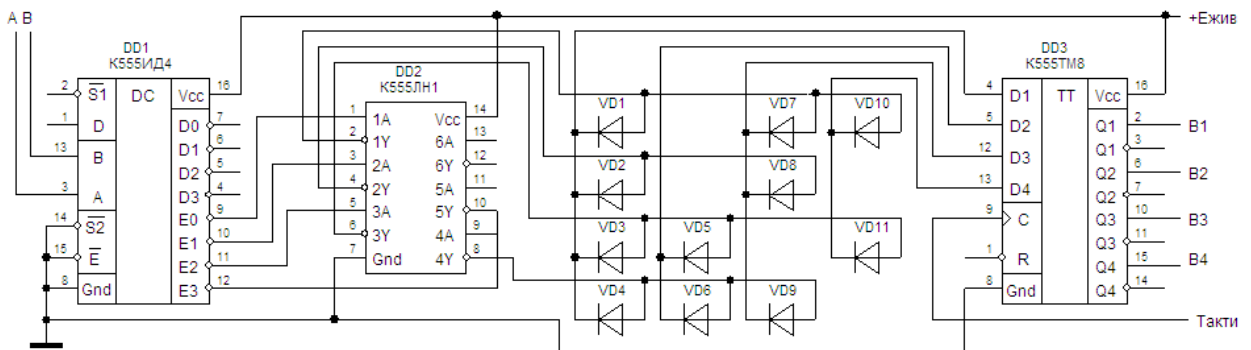 A B
+Eжив
DD1
К555ИД4
2 S1 DC Vcc 16
1 D D0 7
D1 6
13 B D2 5
3 A D3 4
E0 9
14 S2 E1 10
15 E E2 11
8 Gnd E3 12
DD2
К555ЛН1
1 1A Vcc 14
2 1Y 6A 13
3 2A 6Y 12
4 2Y 5A 11
5 3A 5Y 10
6 3Y 4A 9
7 Gnd 4Y 8
VD1 VD7 VD10
VD2 VD8
VD3 VD5 VD11
VD4 VD6 VD9
DD3
К555ТМ8
4 D1 TT Vcc 16
5 D2 Q1 2 B1
Q1 3
12 D3 Q2 6 B2
13 D4 Q2 7
9 C Q3 10 B3
Q3 11
1 R Q4 15 B4
8 Gnd Q4 14
Такти